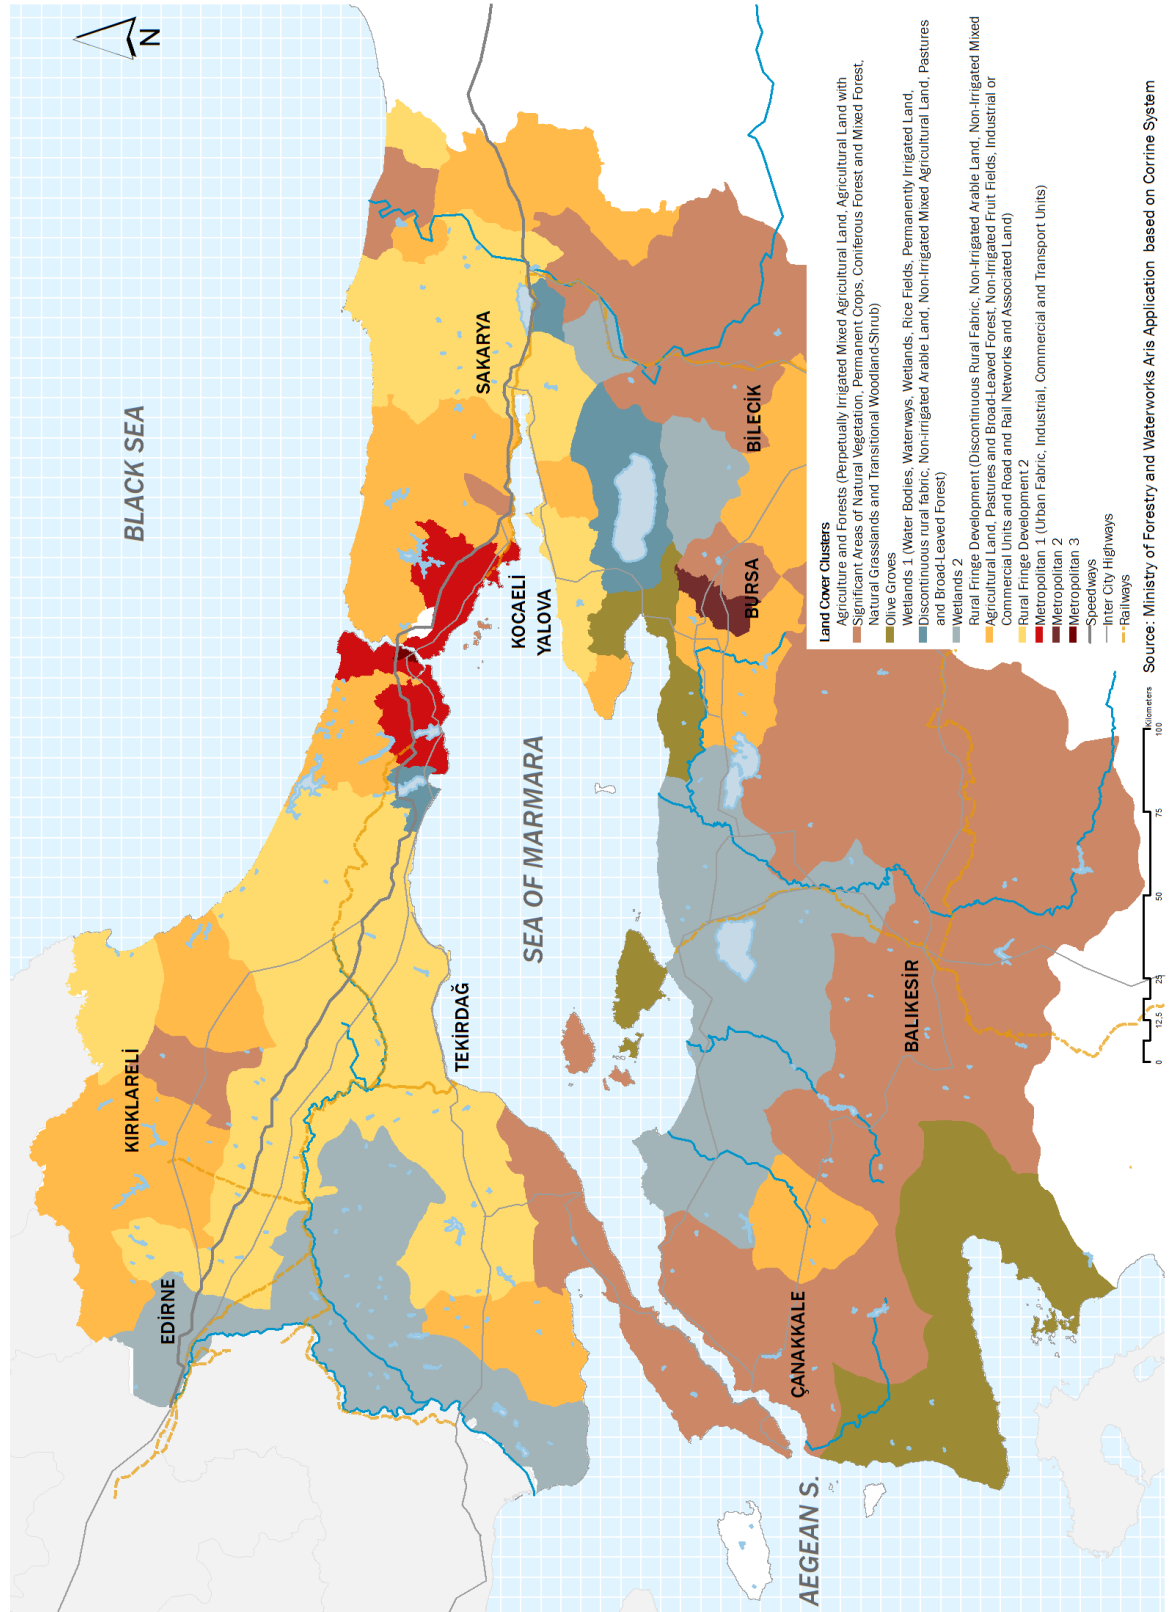 N
BLACK SEA
KIRKLARELİ
EDİRNE
SAKARYA
TEKİRDAĞ
KOCAELİ
YALOVA
SEA OF MARMARA
BURSA
BİLECİK
BALIKESİR
ÇANAKKALE
AEGEAN S.
Land Cover Clusters
Agriculture and Forests (Perpetually Irrigated Mixed Agricultural Land, Agricultural Land with
Significant Areas of Natural Vegetation, Permanent Crops, Coniferous Forest and Mixed Forest,
Natural Grasslands and Transitional Woodland-Shrub)
Olive Groves
Wetlands 1 (Water Bodies, Waterways, Wetlands, Rice Fields, Permanently Irrigated Land,
Discontinuous rural fabric, Non-irrigated Arable Land, Non-Irrigated Mixed Agricultural Land, Pastures
and Broad-Leaved Forest)
Wetlands 2
Rural Fringe Development (Discontinuous Rural Fabric, Non-Irrigated Arable Land, Non-Irrigated Mixed
Agricultural Land, Pastures and Broad-Leaved Forest, Non-Irrigated Fruit Fields, Industrial or
Commercial Units and Road and Rail Networks and Associated Land)
Rural Fringe Development 2
Metropolitan 1 (Urban Fabric, Industrial, Commercial and Transport Units)
Metropolitan 2
Metropolitan 3
Speedways
Inter City Highways
Railways
0 12.5 25 50 75 100
Kilometers
Source: Ministry of Forestry and Waterworks Aris Application based on Corrine System